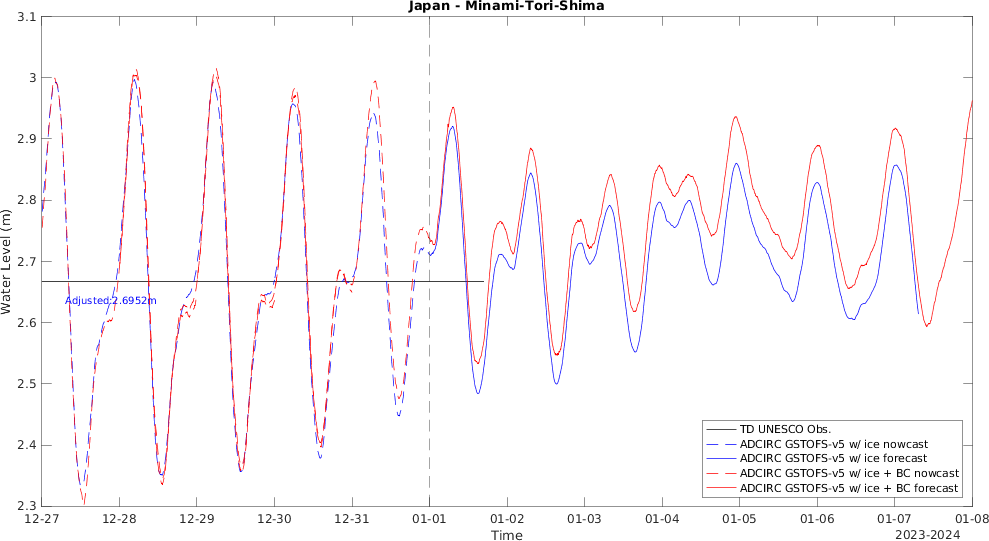 Japan - Minami-Tori-Shima
3.1
3
2.9
2.8
2.7
2.6
2.5
2.4
2.3
Water Level (m)
Adjusted:2.6952m
TD UNESCO Obs.
ADCIRC GSTOFS-v5 w/ ice nowcast
ADCIRC GSTOFS-v5 w/ ice forecast
ADCIRC GSTOFS-v5 w/ ice + BC nowcast
ADCIRC GSTOFS-v5 w/ ice + BC forecast
12-27 12-28 12-29 12-30 12-31 01-01 01-02 01-03 01-04 01-05 01-06 01-07 01-08
Time
2023-2024